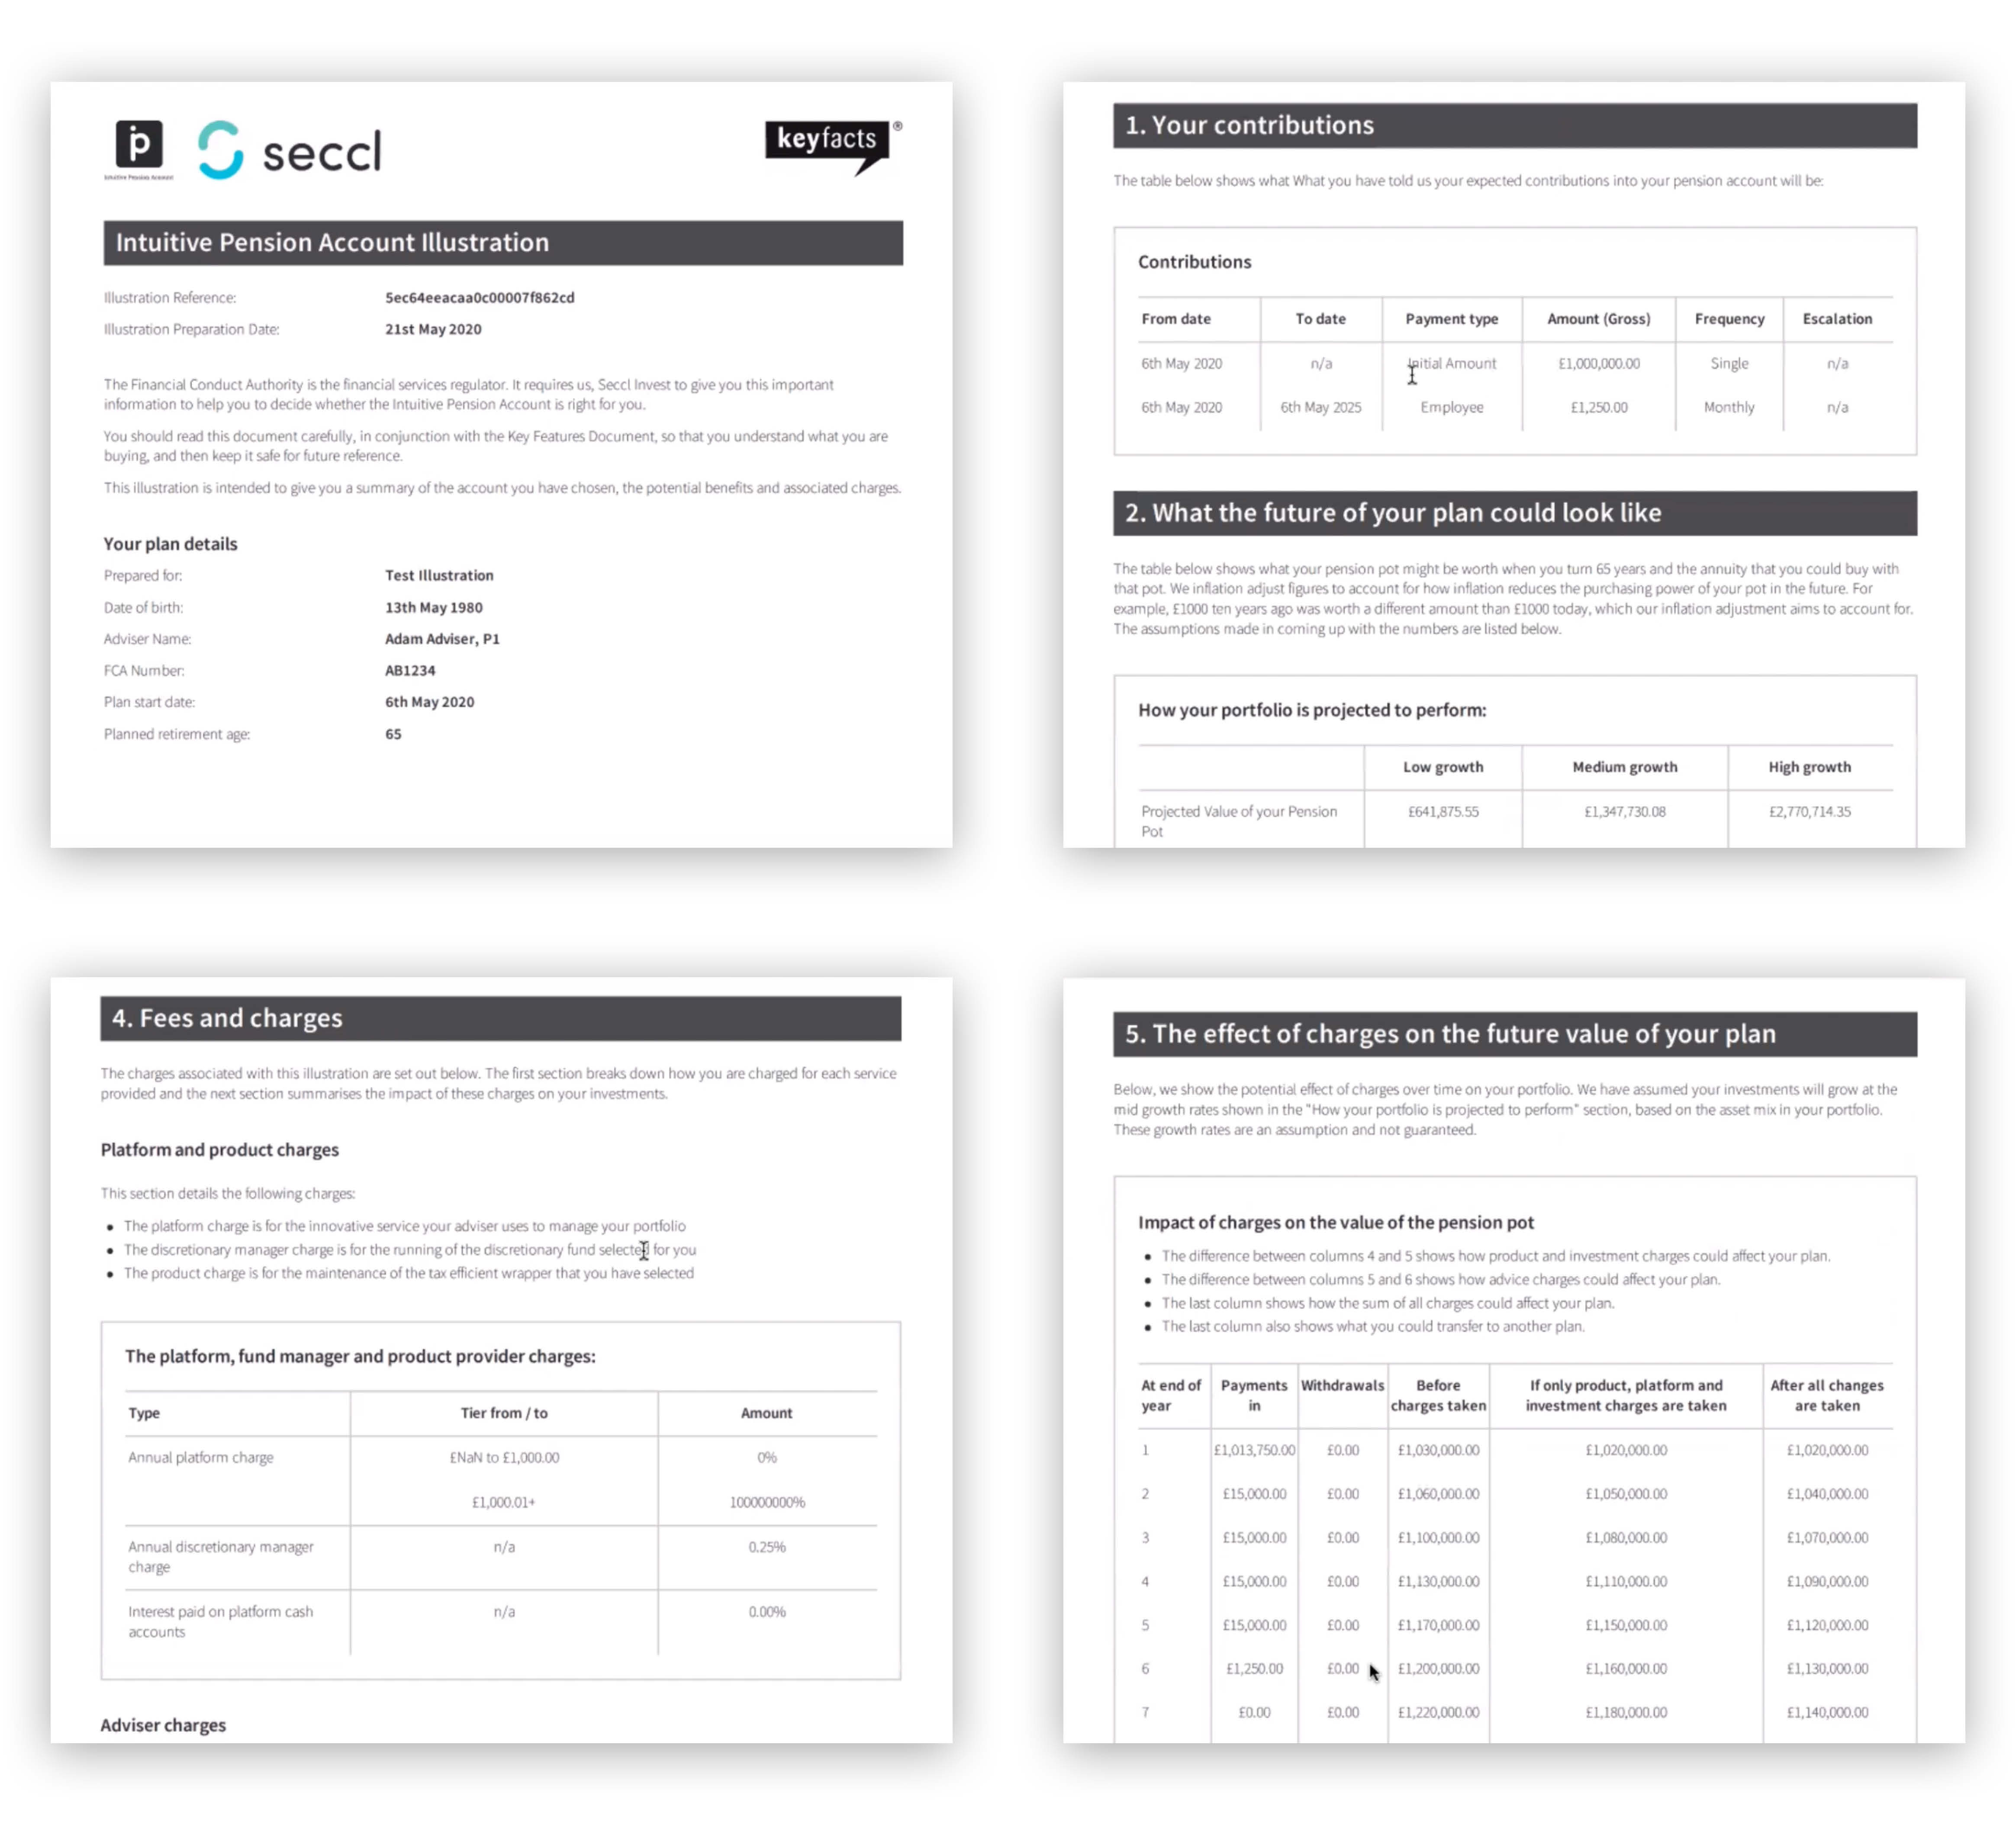 seccl
keyfacts®
Intuitive Pension Account
Intuitive Pension Account Illustration
Illustration Reference: 5ec64eeacaa0c00007f862cd
Illustration Preparation Date: 21st May 2020
The Financial Conduct Authority is the financial services regulator. It requires us, Seccl Invest to give you this important
information to help you to decide whether the Intuitive Pension Account is right for you.
You should read this document carefully, in conjunction with the Key Features Document, so that you understand what you are
buying, and then keep it safe for future reference.
This illustration is intended to give you a summary of the account you have chosen, the potential benefits and associated charges.
Your plan details
Prepared for: Test Illustration
Date of birth: 13th May 1980
Adviser Name: Adam Adviser, P1
FCA Number: AB1234
Plan start date: 6th May 2020
Planned retirement age: 65
1. Your contributions
The table below shows what What you have told us your expected contributions into your pension account will be:
Contributions
From date To date Payment type Amount (Gross) Frequency Escalation
6th May 2020 n/a Initial Amount £1,000,000.00 Single n/a
6th May 2020 6th May 2025 Employee £1,250.00 Monthly n/a
2. What the future of your plan could look like
The table below shows what your pension pot might be worth when you turn 65 years and the annuity that you could buy with
that pot. We inflation adjust figures to account for how inflation reduces the purchasing power of your pot in the future. For
example, £1000 ten years ago was worth a different amount than £1000 today, which our inflation adjustment aims to account for.
The assumptions made in coming up with the numbers are listed below.
How your portfolio is projected to perform:
Low growth Medium growth High growth
Projected Value of your Pension £641,875.55 £1,347,730.08 £2,770,714.35
Pot
4. Fees and charges
The charges associated with this illustration are set out below. The first section breaks down how you are charged for each service
provided and the next section summarises the impact of these charges on your investments.
Platform and product charges
This section details the following charges:
• The platform charge is for the innovative service your adviser uses to manage your portfolio
• The discretionary manager charge is for the running of the discretionary fund selected for you
• The product charge is for the maintenance of the tax efficient wrapper that you have selected
The platform, fund manager and product provider charges:
Type Tier from / to Amount
Annual platform charge £NaN to £1,000.00 0%
£1,000.01+ 100000000%
Annual discretionary manager n/a 0.25%
charge
Interest paid on platform cash n/a 0.00%
accounts
Adviser charges
5. The effect of charges on the future value of your plan
Below, we show the potential effect of charges over time on your portfolio. We have assumed your investments will grow at the
mid growth rates shown in the "How your portfolio is projected to perform" section, based on the asset mix in your portfolio.
These growth rates are an assumption and not guaranteed.
Impact of charges on the value of the pension pot
• The difference between columns 4 and 5 shows how product and investment charges could affect your plan.
• The difference between columns 5 and 6 shows how advice charges could affect your plan.
• The last column shows how the sum of all charges could affect your plan.
• The last column also shows what you could transfer to another plan.
At end of Payments Withdrawals Before If only product, platform and After all changes
year in charges taken investment charges are taken are taken
1 £1,013,750.00 £0.00 £1,030,000.00 £1,020,000.00 £1,020,000.00
2 £15,000.00 £0.00 £1,060,000.00 £1,050,000.00 £1,040,000.00
3 £15,000.00 £0.00 £1,100,000.00 £1,080,000.00 £1,070,000.00
4 £15,000.00 £0.00 £1,130,000.00 £1,110,000.00 £1,090,000.00
5 £15,000.00 £0.00 £1,170,000.00 £1,150,000.00 £1,120,000.00
6 £1,250.00 £0.00 £1,200,000.00 £1,160,000.00 £1,130,000.00
7 £0.00 £0.00 £1,220,000.00 £1,180,000.00 £1,140,000.00